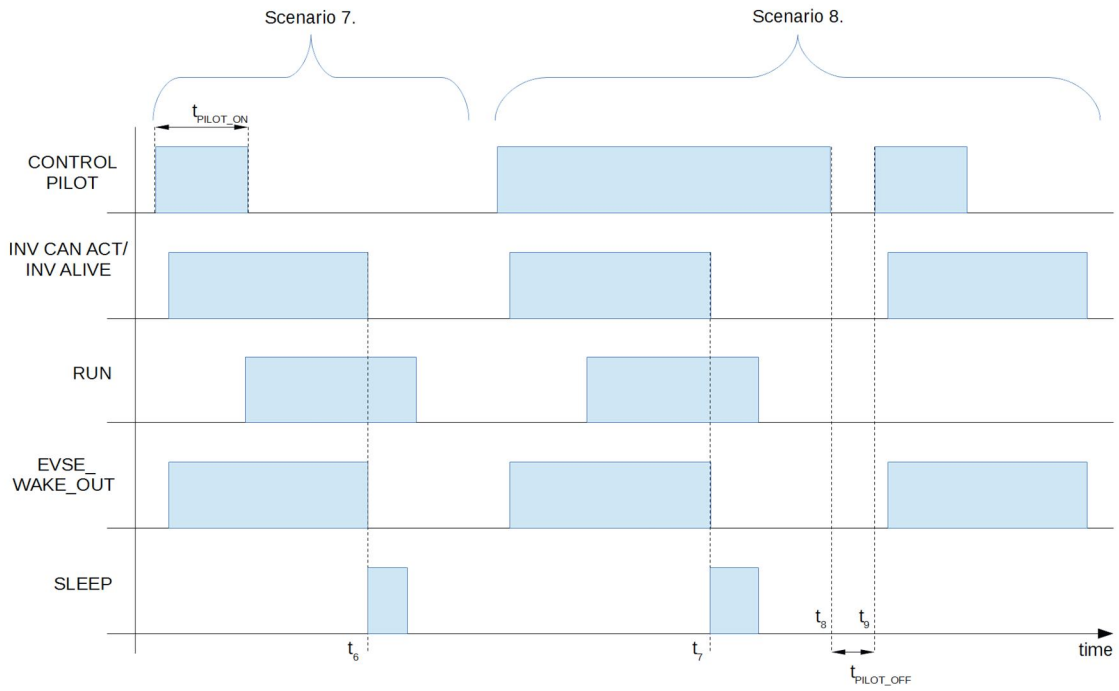 Scenario 7.
Scenario 8.
tPILOT_ON
CONTROL
PILOT
INV CAN ACT/
INV ALIVE
RUN
EVSE_
WAKE_OUT
SLEEP
t6
t7
t8
t9
time
tPILOT_OFF